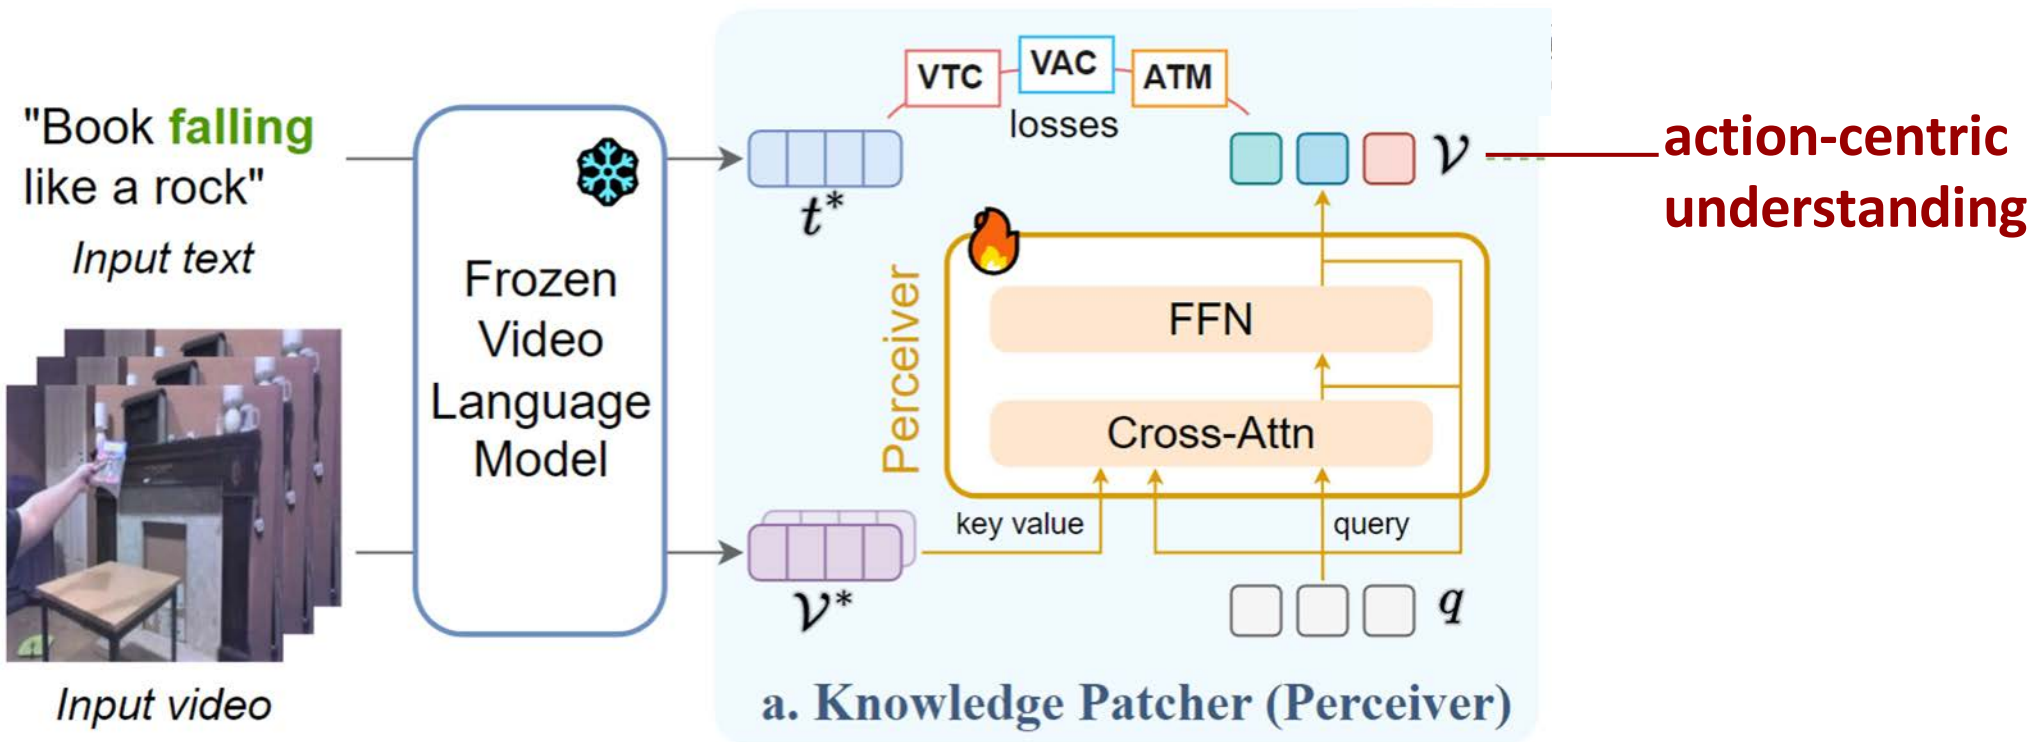 "Book falling
like a rock"
Input text
Input video
Frozen
Video
Language
Model
t*
𝒱*
VTC
VAC
ATM
losses
𝒱
Perceiver
FFN
Cross-Attn
key value
query
q
a. Knowledge Patcher (Perceiver)
action-centric
understanding